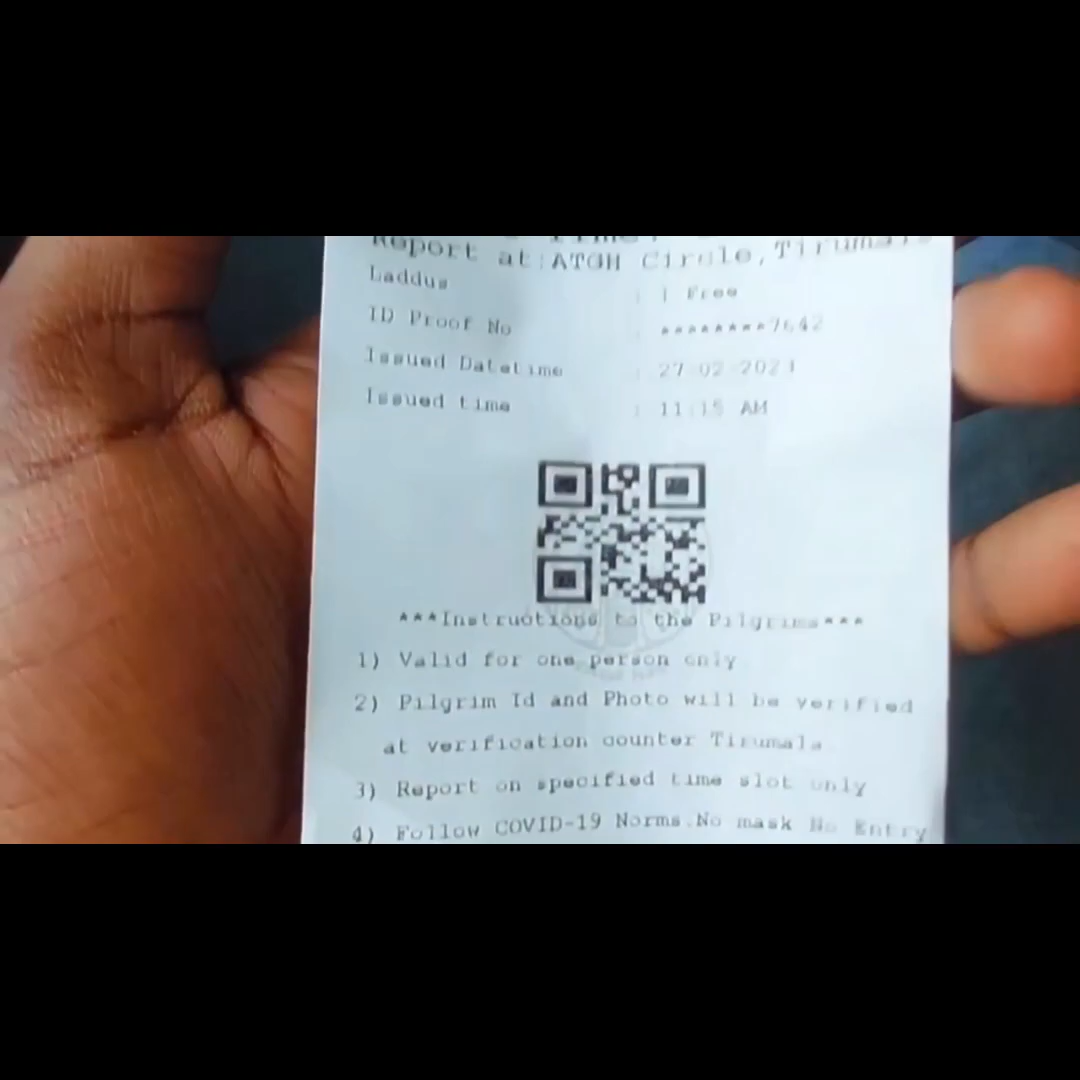 Report at:ATGH Circle,Tirumala
Laddus : 1 Free
ID Proof No : ********7642
Issued Datetime : 27-02-2024
Issued time : 11:15 AM
***Instructions to the Pilgrims***
1) Valid for one person only
2) Pilgrim Id and Photo will be verified
at verification counter Tirumala
3) Report on specified time slot only
4) Follow COVID-19 Norms.No mask No Entry